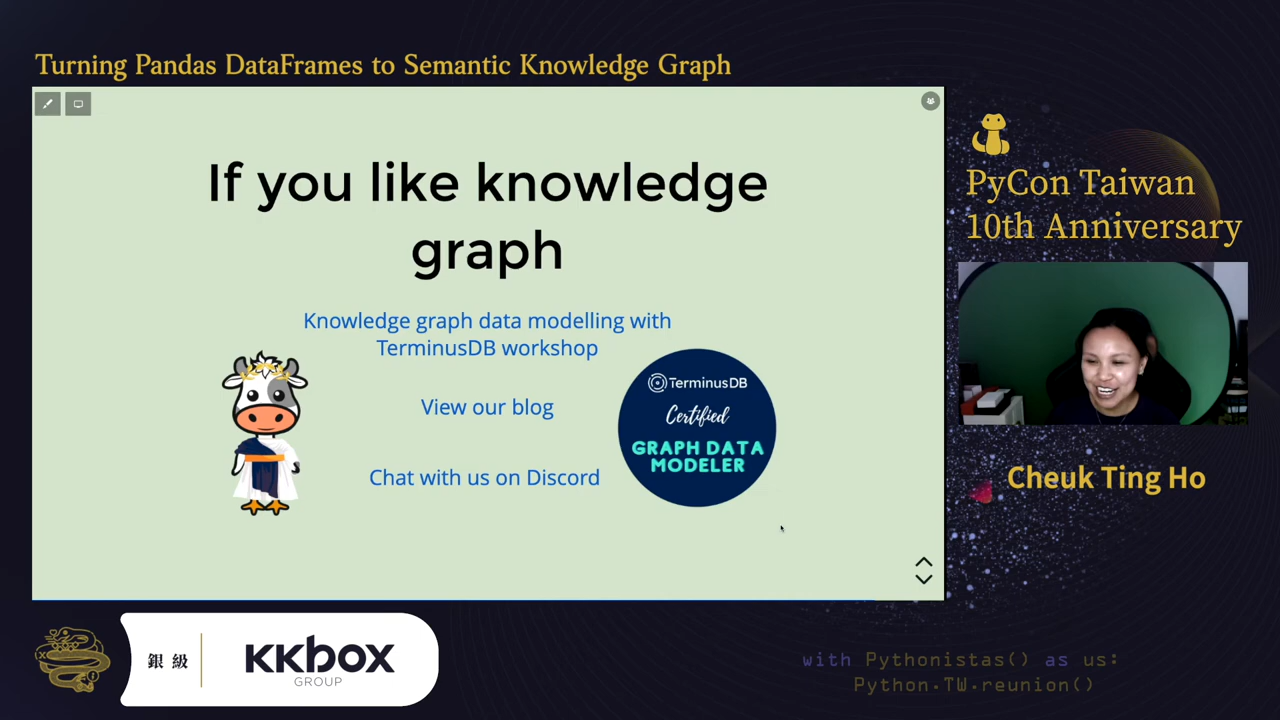 Turning Pandas DataFrames to Semantic Knowledge Graph
If you like knowledge
graph
Knowledge graph data modelling with
TerminusDB workshop
View our blog
Chat with us on Discord
TerminusDB
Certified
GRAPH DATA
MODELER
PyCon Taiwan
10th Anniversary
Cheuk Ting Ho
銀級
KKBOX
GROUP
with Pythonistas() as us:
Python.TW.reunion()